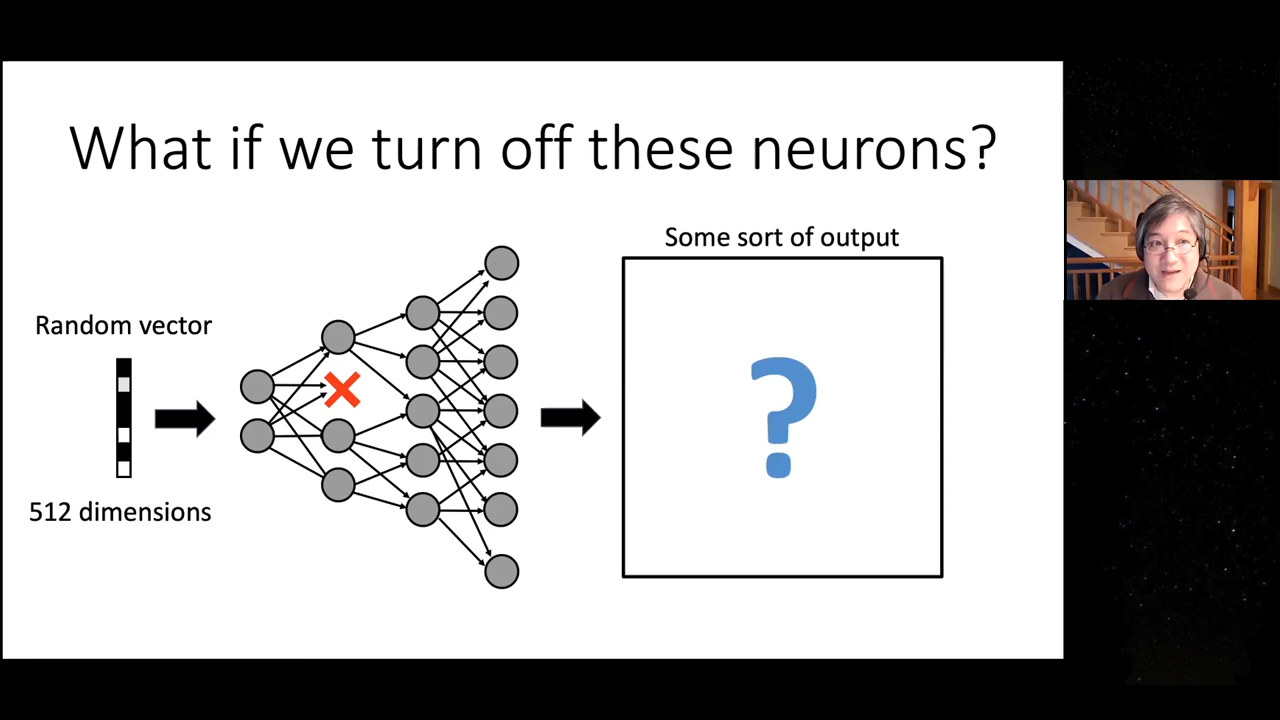 What if we turn off these neurons?
Some sort of output
Random vector
512 dimensions
?